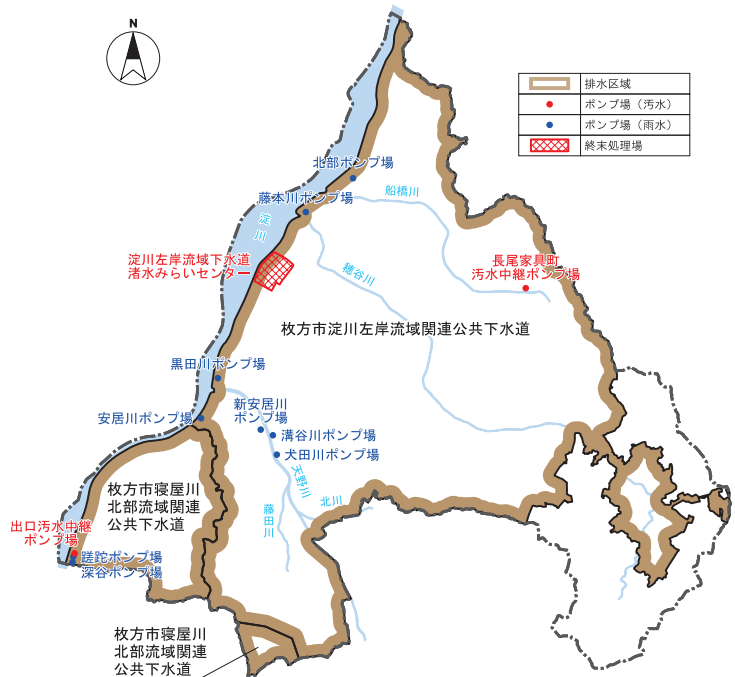 N
排水区域
ポンプ場（汚水）
ポンプ場（雨水）
終末処理場
北部ポンプ場
船橋川
藤本川ポンプ場
淀川
淀川左岸流域下水道
渚水みらいセンター
穂谷川
長尾家具町
汚水中継ポンプ場
枚方市淀川左岸流域関連公共下水道
黒田川ポンプ場
安居川ポンプ場
新安居川
ポンプ場
溝谷川ポンプ場
犬田川ポンプ場
天野川
北川
藤田川
枚方市寝屋川
北部流域関連
公共下水道
出口汚水中継
ポンプ場
蹉跎ポンプ場
深谷ポンプ場
枚方市寝屋川
北部流域関連
公共下水道